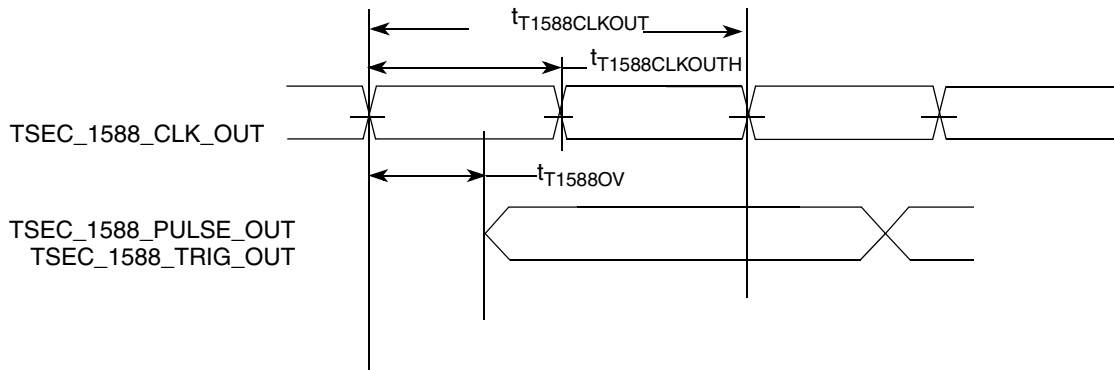 tT1588CLKOUT
tT1588CLKOUTH
TSEC_1588_CLK_OUT
tT1588OV
TSEC_1588_PULSE_OUT
TSEC_1588_TRIG_OUT